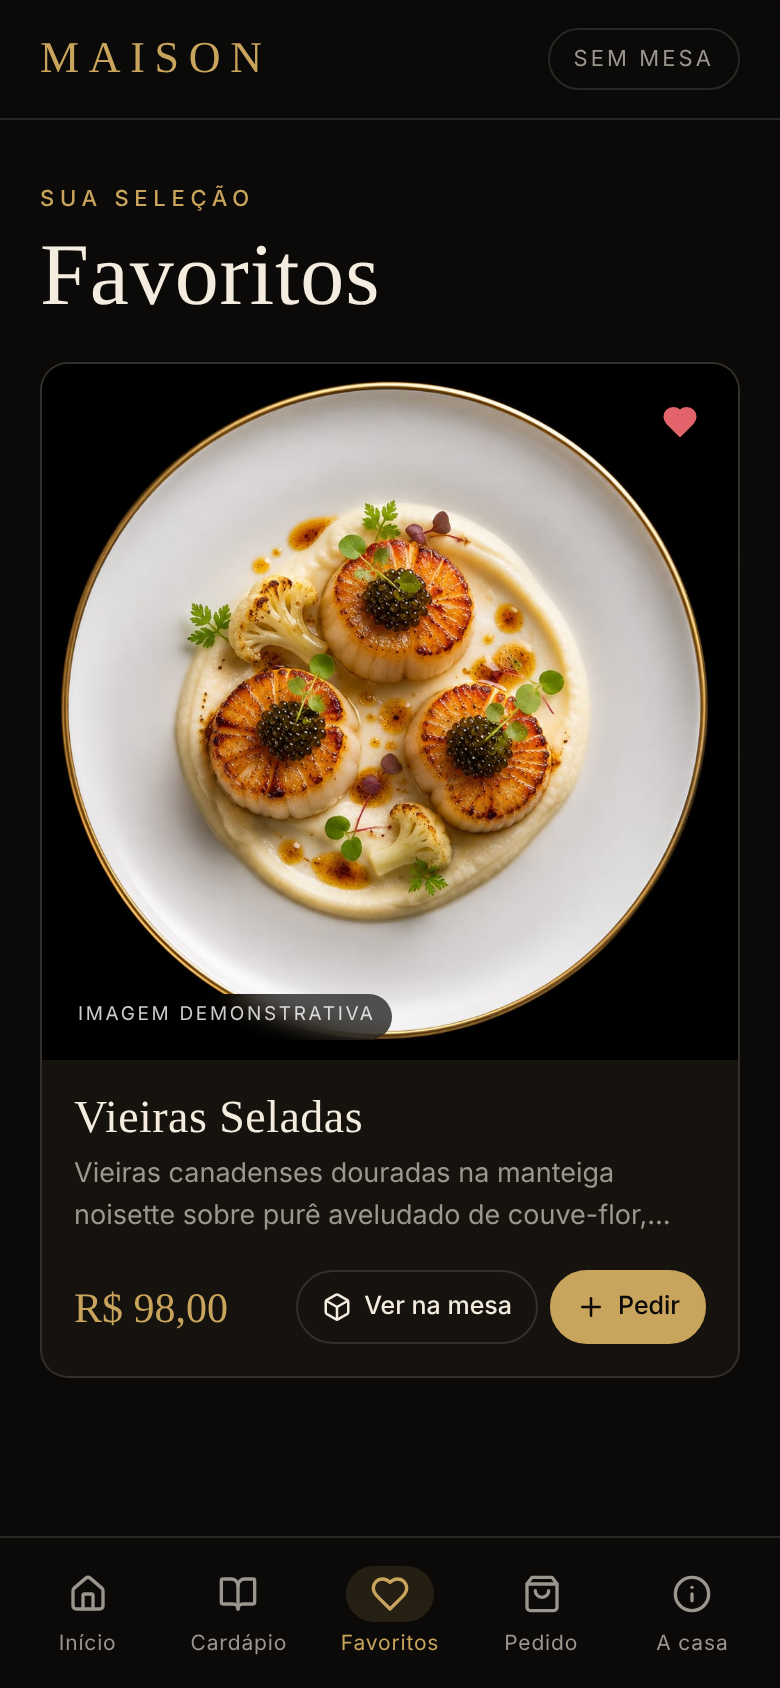 MAISON
SEM MESA
SUA SELEÇÃO
Favoritos
IMAGEM DEMONSTRATIVA
Vieiras Seladas
Vieiras canadenses douradas na manteiga
noisette sobre purê aveludado de couve-flor,...
R$ 98,00
Ver na mesa
Pedir
Início
Cardápio
Favoritos
Pedido
A casa